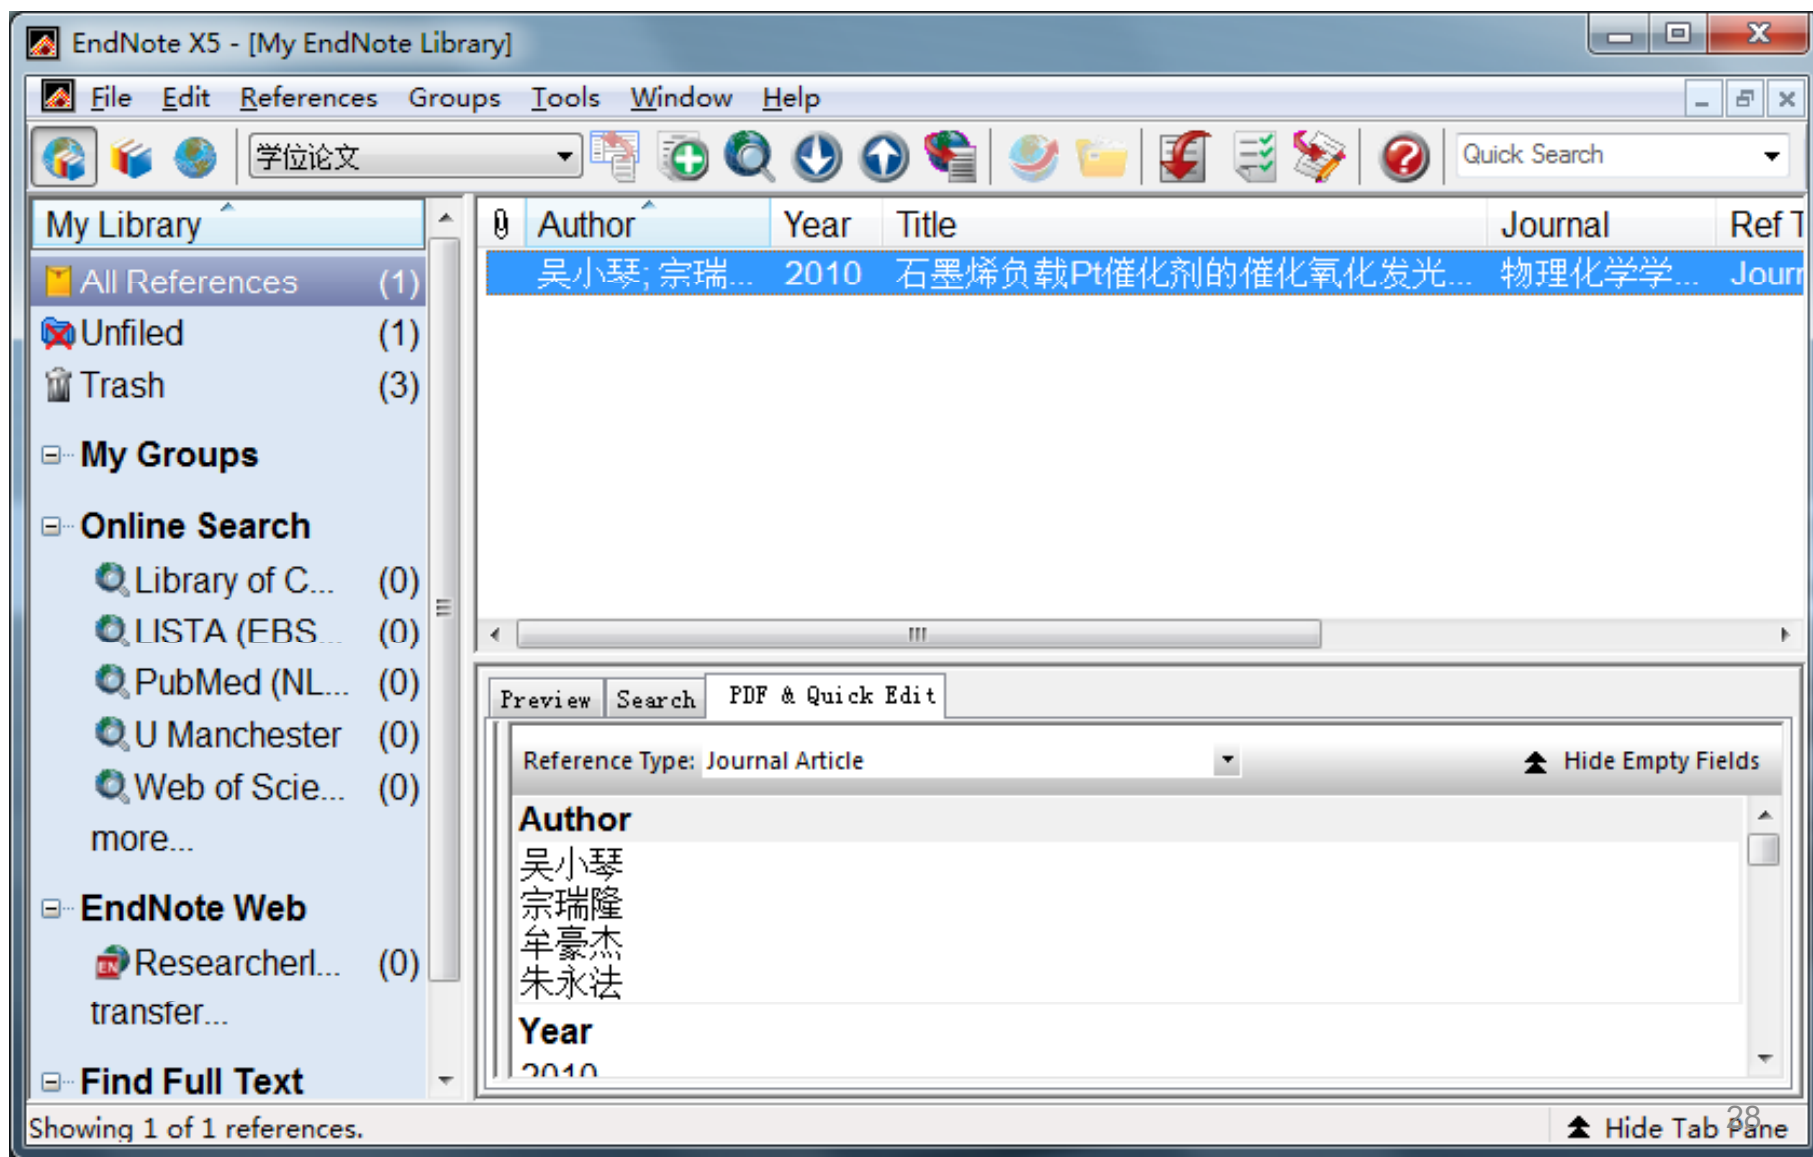 EndNote X5 - [My EndNote Library]
File Edit References Groups Tools Window Help
学位论文
Quick Search
My Library
All References (1)
Unfiled (1)
Trash (3)
My Groups
Online Search
Library of C... (0)
LISTA (EBS... (0)
PubMed (NL... (0)
U Manchester (0)
Web of Scie... (0)
more...
EndNote Web
EN
ResearcherI... (0)
transfer...
Find Full Text
Author Year Title Journal Ref T
吴小琴; 宗瑞... 2010 石墨烯负载Pt催化剂的催化氧化发光... 物理化学学... Journ
Preview Search PDF & Quick Edit
Reference Type: Journal Article Hide Empty Fields
Author
吴小琴
宗瑞隆
牟豪杰
朱永法
Year
2010
Showing 1 of 1 references. Hide Tab Pane
38